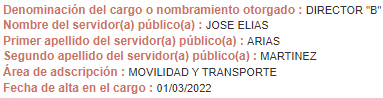 Denominación del cargo o nombramiento otorgado : DIRECTOR "B"
Nombre del servidor(a) público(a) : JOSE ELIAS
Primer apellido del servidor(a) público(a) : ARIAS
Segundo apellido del servidor(a) público(a) : MARTINEZ
Área de adscripción : MOVILIDAD Y TRANSPORTE
Fecha de alta en el cargo : 01/03/2022